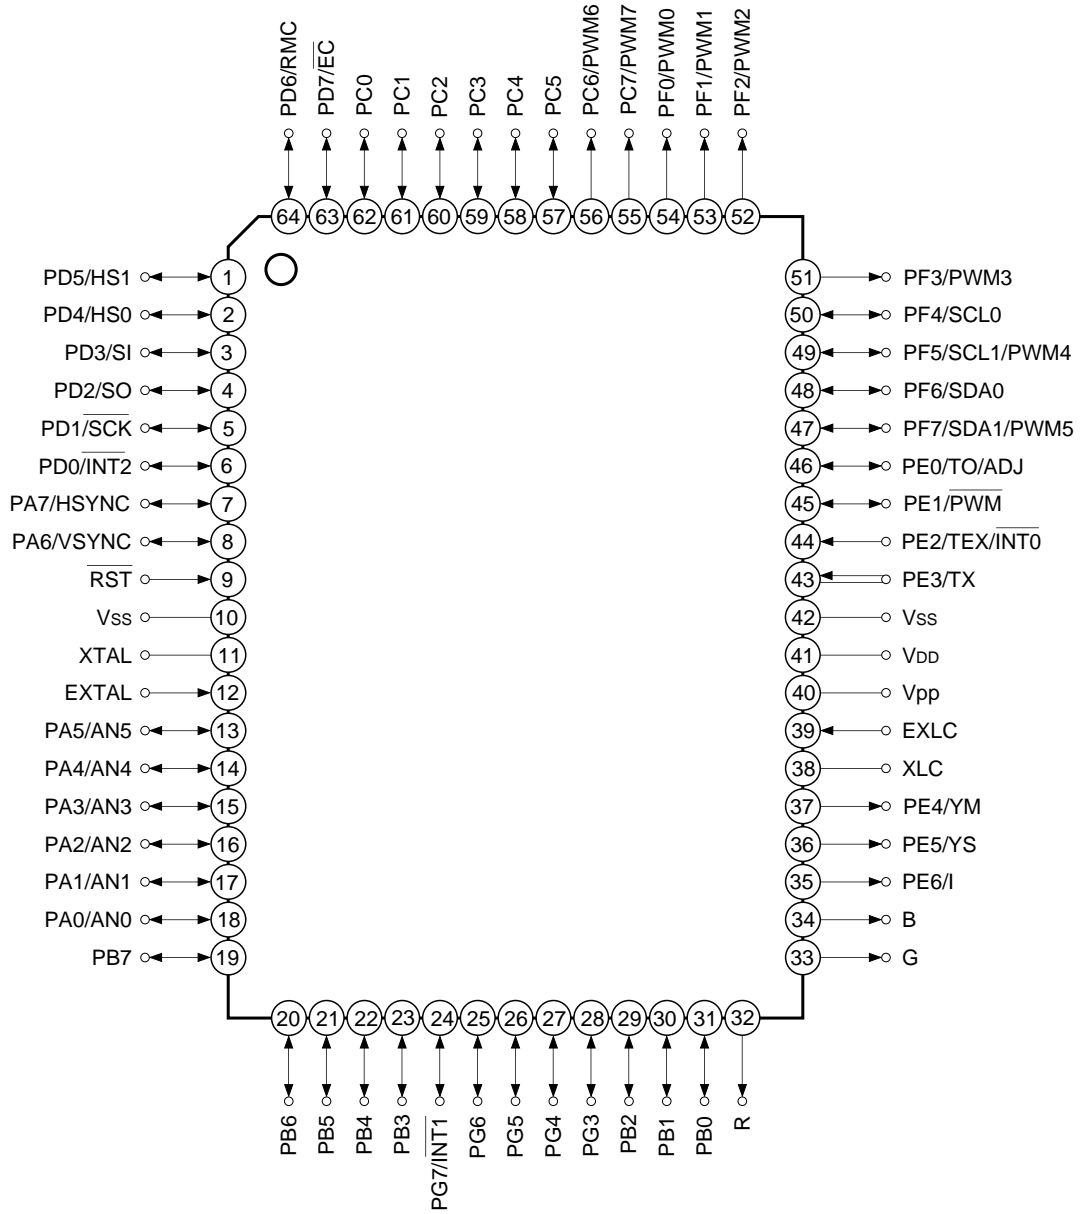 PD6/RMC
PD7/EC
PC0
PC1
PC2
PC3
PC4
PC5
PC6/PWM6
PC7/PWM7
PF0/PWM0
PF1/PWM1
PF2/PWM2
64 63 62 61 60 59 58 57 56 55 54 53 52
PD5/HS1 1
PD4/HS0 2
PD3/SI 3
PD2/SO 4
PD1/SCK 5
PD0/INT2 6
PA7/HSYNC 7
PA6/VSYNC 8
RST 9
Vss 10
XTAL 11
EXTAL 12
PA5/AN5 13
PA4/AN4 14
PA3/AN3 15
PA2/AN2 16
PA1/AN1 17
PA0/AN0 18
PB7 19
51 PF3/PWM3
50 PF4/SCL0
49 PF5/SCL1/PWM4
48 PF6/SDA0
47 PF7/SDA1/PWM5
46 PE0/TO/ADJ
45 PE1/PWM
44 PE2/TEX/INT0
43 PE3/TX
42 Vss
41 VDD
40 Vpp
39 EXLC
38 XLC
37 PE4/YM
36 PE5/YS
35 PE6/I
34 B
33 G
20 21 22 23 24 25 26 27 28 29 30 31 32
PB6
PB5
PB4
PB3
PG7/INT1
PG6
PG5
PG4
PG3
PB2
PB1
PB0
R